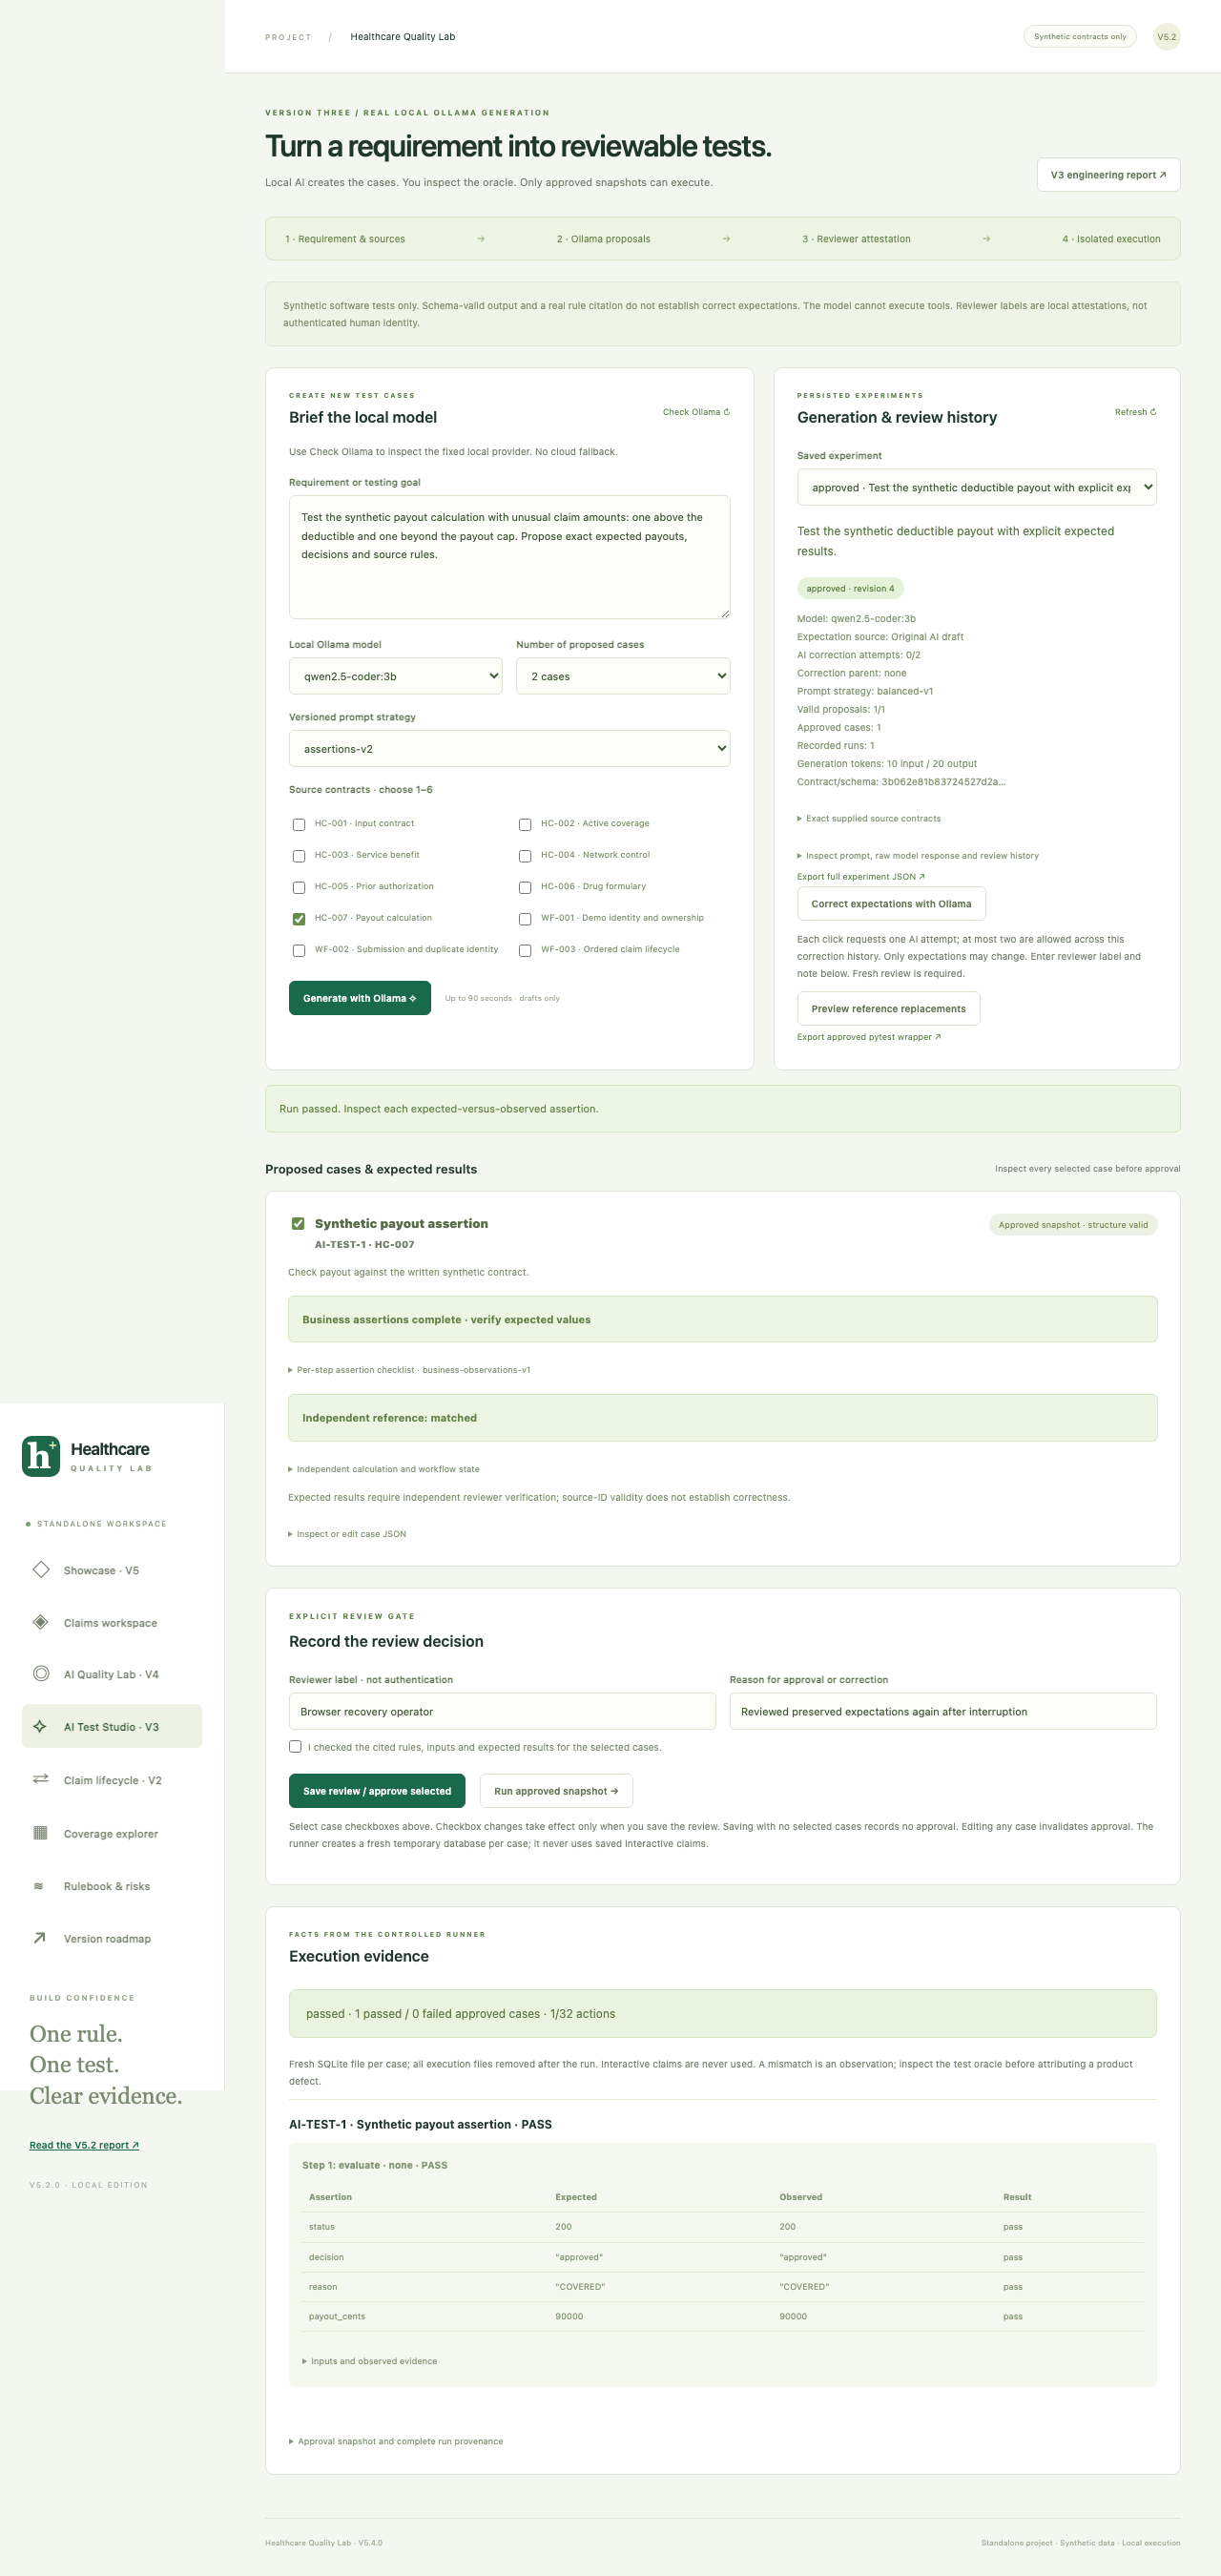 PROJECT / Healthcare Quality Lab
Synthetic contracts only
V5.2
VERSION THREE / REAL LOCAL OLLAMA GENERATION
Turn a requirement into reviewable tests.
Local AI creates the cases. You inspect the oracle. Only approved snapshots can execute.
V3 engineering report ↗
1 · Requirement & sources → 2 · Ollama proposals → 3 · Reviewer attestation → 4 · Isolated execution
Synthetic software tests only. Schema-valid output and a real rule citation do not establish correct expectations. The model cannot execute tools. Reviewer labels are local attestations, not
authenticated human identity.
CREATE NEW TEST CASES
Brief the local model
Check Ollama ↻
Use Check Ollama to inspect the fixed local provider. No cloud fallback.
Requirement or testing goal
Test the synthetic payout calculation with unusual claim amounts: one above the
deductible and one beyond the payout cap. Propose exact expected payouts,
decisions and source rules.
Local Ollama model
Number of proposed cases
qwen2.5-coder:3b
2 cases
Versioned prompt strategy
assertions-v2
Source contracts · choose 1–6
HC-001 · Input contract
HC-002 · Active coverage
HC-003 · Service benefit
HC-004 · Network control
HC-005 · Prior authorization
HC-006 · Drug formulary
HC-007 · Payout calculation
WF-001 · Demo identity and ownership
WF-002 · Submission and duplicate identity
WF-003 · Ordered claim lifecycle
Generate with Ollama ✧
Up to 90 seconds · drafts only
PERSISTED EXPERIMENTS
Generation & review history
Refresh ↻
Saved experiment
approved · Test the synthetic deductible payout with explicit exp
Test the synthetic deductible payout with explicit expected
results.
approved · revision 4
Model: qwen2.5-coder:3b
Expectation source: Original AI draft
AI correction attempts: 0/2
Correction parent: none
Prompt strategy: balanced-v1
Valid proposals: 1/1
Approved cases: 1
Recorded runs: 1
Generation tokens: 10 input / 20 output
Contract/schema: 3b062e81b83724527d2a…
Exact supplied source contracts
Inspect prompt, raw model response and review history
Export full experiment JSON ↗
Correct expectations with Ollama
Each click requests one AI attempt; at most two are allowed across this
correction history. Only expectations may change. Enter reviewer label and
note below. Fresh review is required.
Preview reference replacements
Export approved pytest wrapper ↗
Run passed. Inspect each expected-versus-observed assertion.
Proposed cases & expected results
Inspect every selected case before approval
Synthetic payout assertion
AI-TEST-1 · HC-007
Approved snapshot · structure valid
Check payout against the written synthetic contract.
Business assertions complete · verify expected values
Per-step assertion checklist · business-observations-v1
Independent reference: matched
Independent calculation and workflow state
Expected results require independent reviewer verification; source-ID validity does not establish correctness.
Inspect or edit case JSON
EXPLICIT REVIEW GATE
Record the review decision
Reviewer label · not authentication
Reason for approval or correction
Browser recovery operator
Reviewed preserved expectations again after interruption
I checked the cited rules, inputs and expected results for the selected cases.
Save review / approve selected
Run approved snapshot →
Select case checkboxes above. Checkbox changes take effect only when you save the review. Saving with no selected cases records no approval. Editing any case invalidates approval. The
runner creates a fresh temporary database per case; it never uses saved interactive claims.
FACTS FROM THE CONTROLLED RUNNER
Execution evidence
passed · 1 passed / 0 failed approved cases · 1/32 actions
Fresh SQLite file per case; all execution files removed after the run. Interactive claims are never used. A mismatch is an observation; inspect the test oracle before attributing a product
defect.
AI-TEST-1 · Synthetic payout assertion · PASS
Step 1: evaluate · none · PASS
Assertion Expected Observed Result
status 200 200 pass
decision "approved" "approved" pass
reason "COVERED" "COVERED" pass
payout_cents 90000 90000 pass
Inputs and observed evidence
Approval snapshot and complete run provenance
Healthcare Quality Lab · V5.4.0
Standalone project · Synthetic data · Local execution
h+
Healthcare
QUALITY LAB
STANDALONE WORKSPACE
Showcase · V5
Claims workspace
AI Quality Lab · V4
AI Test Studio · V3
Claim lifecycle · V2
Coverage explorer
Rulebook & risks
Version roadmap
BUILD CONFIDENCE
One rule.
One test.
Clear evidence.
Read the V5.2 report ↗
V5.2.0 · LOCAL EDITION